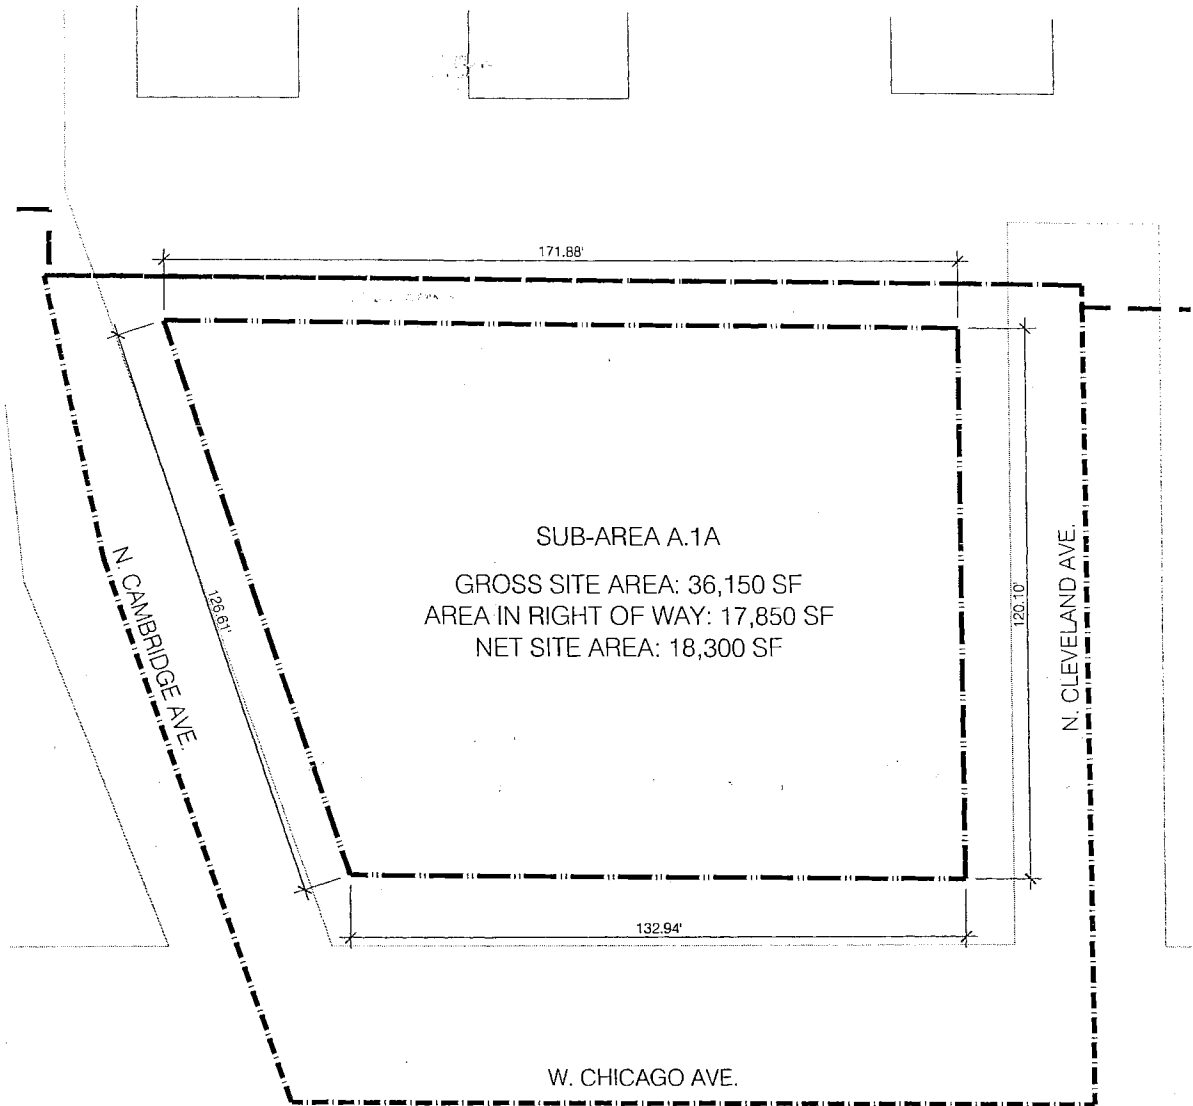 171.88'
SUB-AREA A.1A
GROSS SITE AREA: 36,150 SF
AREA IN RIGHT OF WAY: 17,850 SF
NET SITE AREA: 18,300 SF
N. CAMBRIDGE AVE.
126.61'
120.10'
N. CLEVELAND AVE.
132.94'
W. CHICAGO AVE.